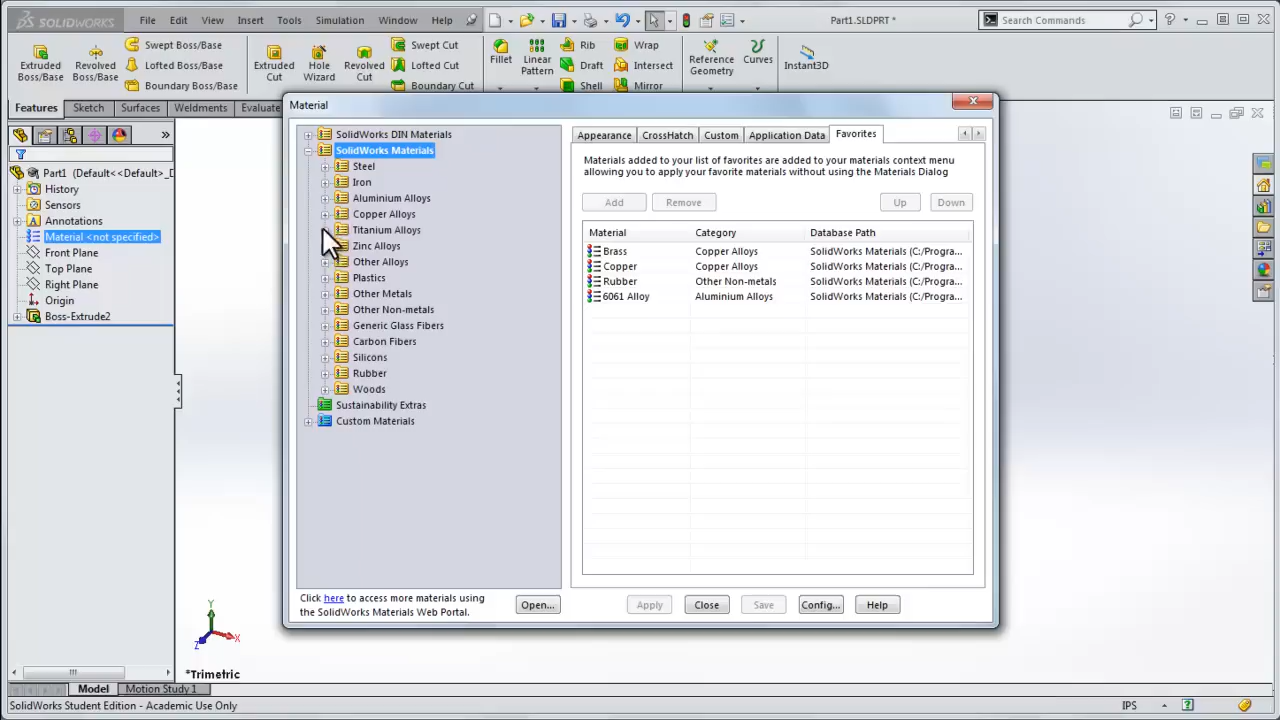 SOLIDWORKS File Edit View Insert Tools Simulation Window Help Part1.SLDPRT * Search Commands
Extruded Boss/Base
Revolved Boss/Base
Swept Boss/Base
Lofted Boss/Base
Boundary Boss/Base
Extruded Cut
Hole Wizard
Revolved Cut
Swept Cut
Lofted Cut
Boundary Cut
Fillet
Linear Pattern
Rib
Draft
Shell
Wrap
Intersect
Mirror
Reference Geometry
Curves
Instant3D
Features Sketch Surfaces Weldments Evaluate
Part1 (Default<<Default>_D
History
Sensors
Annotations
Material <not specified>
Front Plane
Top Plane
Right Plane
Origin
Boss-Extrude2
Material
SolidWorks DIN Materials
SolidWorks Materials
Steel
Iron
Aluminium Alloys
Copper Alloys
Titanium Alloys
Zinc Alloys
Other Alloys
Plastics
Other Metals
Other Non-metals
Generic Glass Fibers
Carbon Fibers
Silicons
Rubber
Woods
Sustainability Extras
Custom Materials
Click here to access more materials using
the SolidWorks Materials Web Portal.
Open...
Appearance CrossHatch Custom Application Data Favorites
Materials added to your list of favorites are added to your materials context menu
allowing you to apply your favorite materials without using the Materials Dialog
Add Remove Up Down
Material Category Database Path
Brass Copper Alloys SolidWorks Materials (C:/Progra...
Copper Copper Alloys SolidWorks Materials (C:/Progra...
Rubber Other Non-metals SolidWorks Materials (C:/Progra...
6061 Alloy Aluminium Alloys SolidWorks Materials (C:/Progra...
Apply Close Save Config... Help
Y
X
Z
*Trimetric
Model Motion Study 1
SolidWorks Student Edition - Academic Use Only IPS